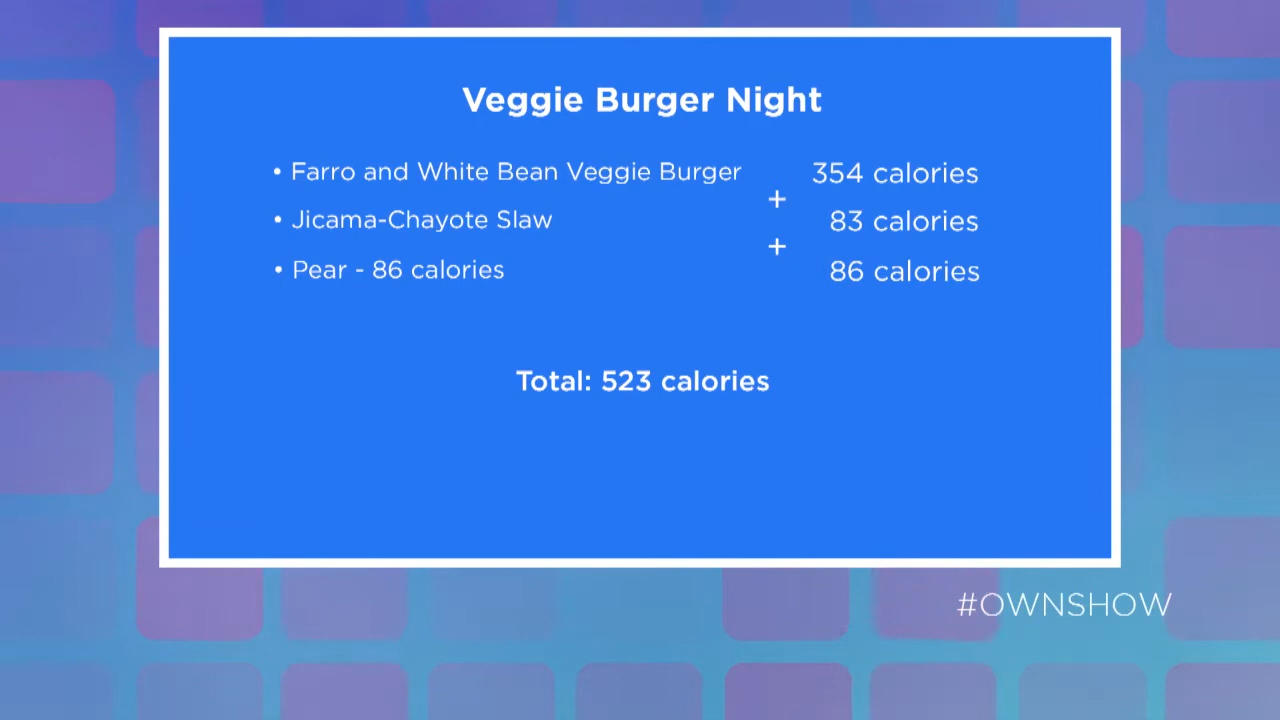 Veggie Burger Night
• Farro and White Bean Veggie Burger 354 calories
+
• Jicama-Chayote Slaw 83 calories
+
• Pear - 86 calories 86 calories
Total: 523 calories
#OWNSHOW